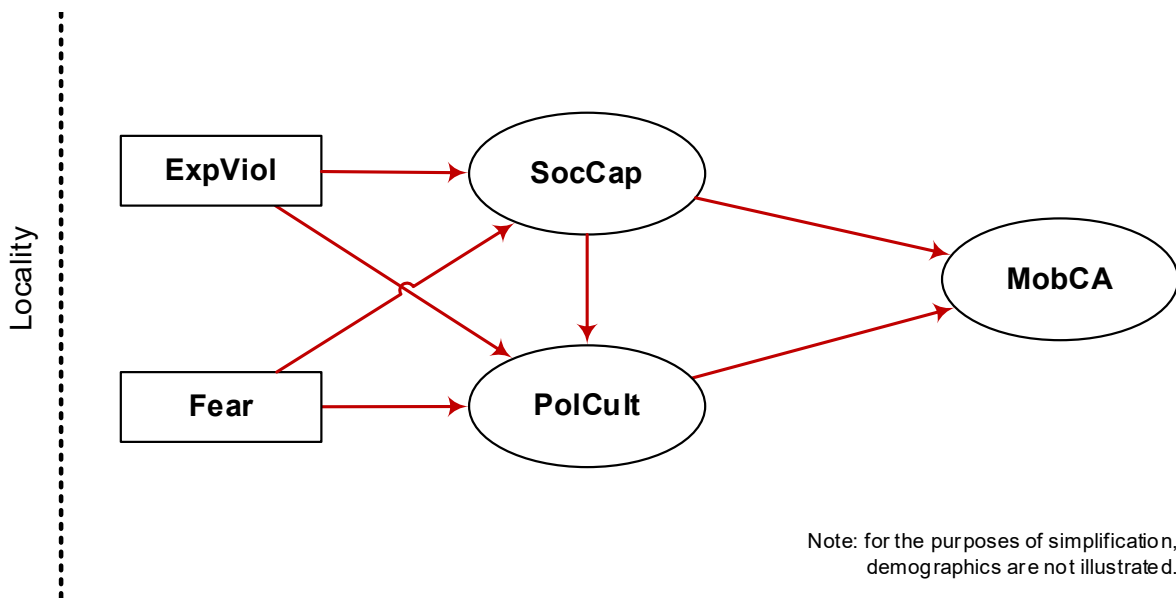 Locality
ExpViol
SocCap
MobCA
Fear
PolCult
Note: for the purposes of simplification,
demographics are not illustrated.